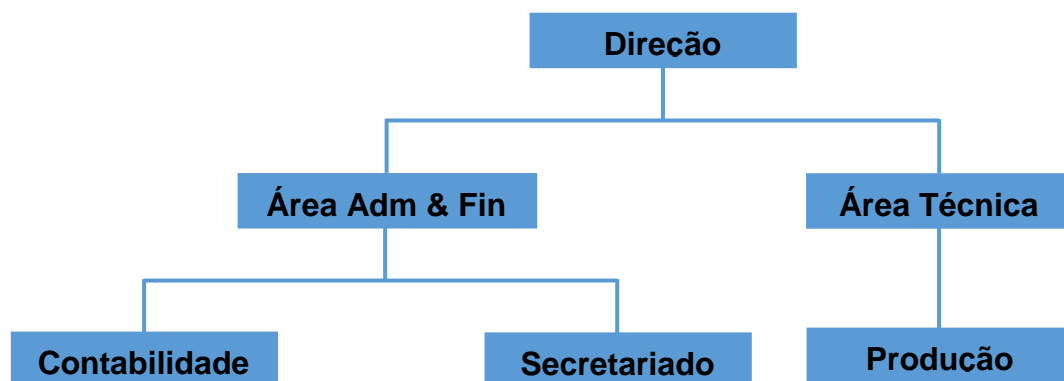 Direção
Área Adm & Fin
Área Técnica
Contabilidade
Secretariado
Produção